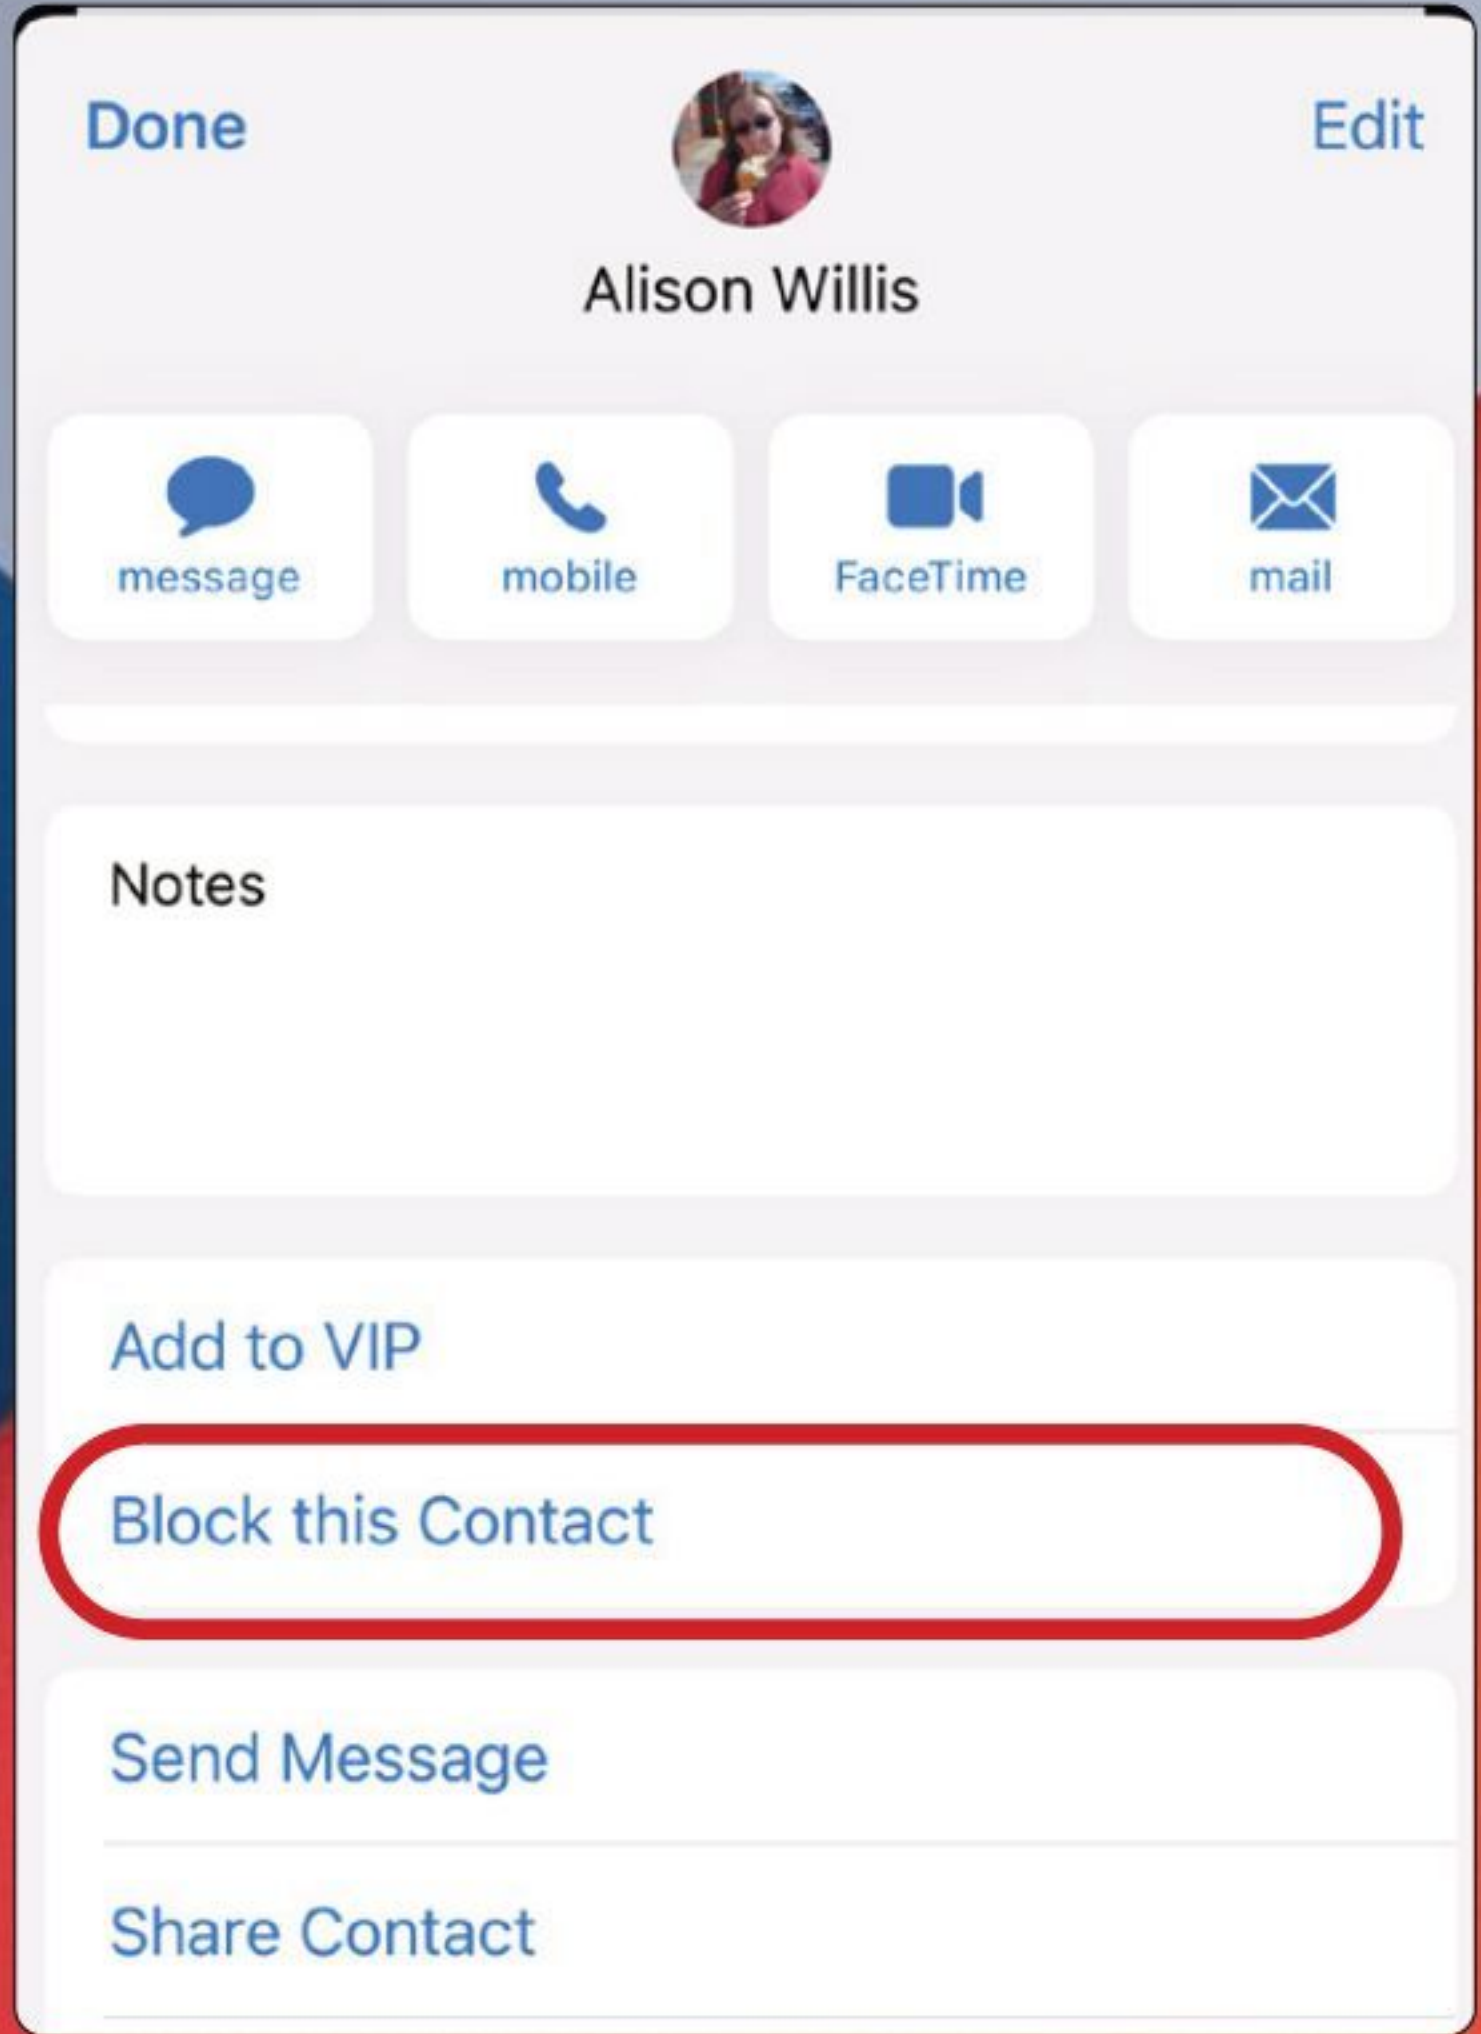 Done
Edit
Alison Willis
message
mobile
FaceTime
mail
Notes
Add to VIP
Block this Contact
Send Message
Share Contact